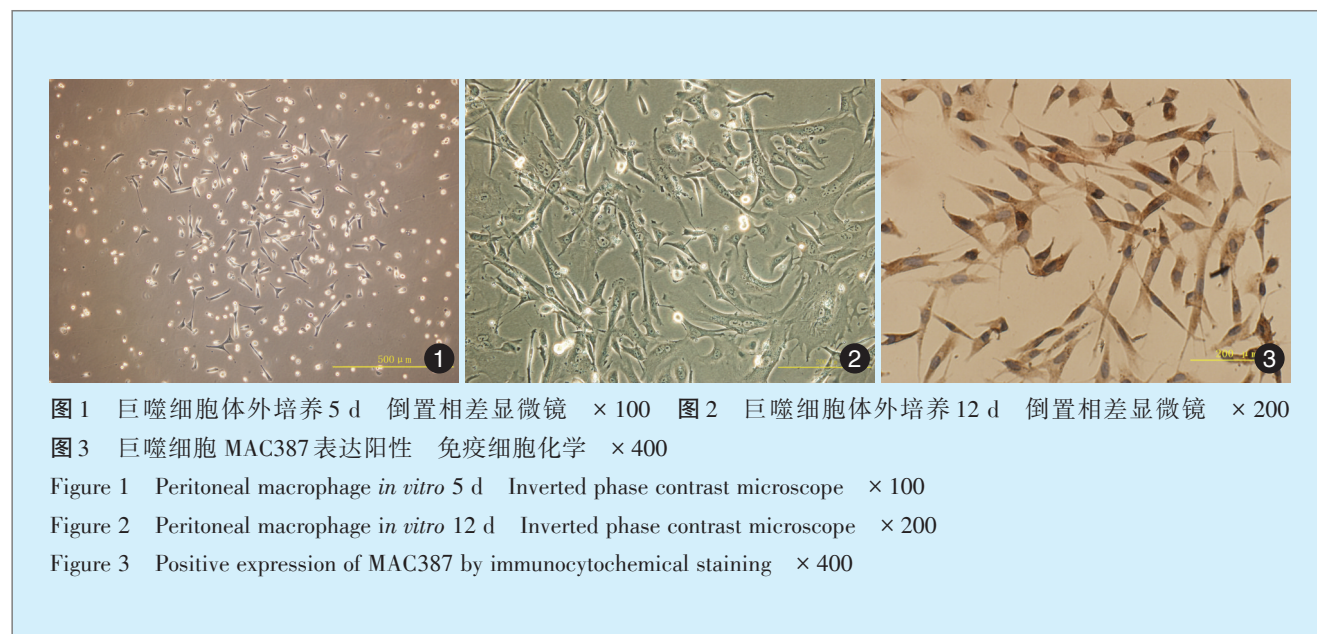 500 μm
1
2
200 μm
3
图1 巨噬细胞体外培养5 d 倒置相差显微镜 × 100 图2 巨噬细胞体外培养12 d 倒置相差显微镜 × 200
图3 巨噬细胞 MAC387表达阳性 免疫细胞化学 × 400
Figure 1 Peritoneal macrophage in vitro 5 d Inverted phase contrast microscope × 100
Figure 2 Peritoneal macrophage in vitro 12 d Inverted phase contrast microscope × 200
Figure 3 Positive expression of MAC387 by immunocytochemical staining × 400